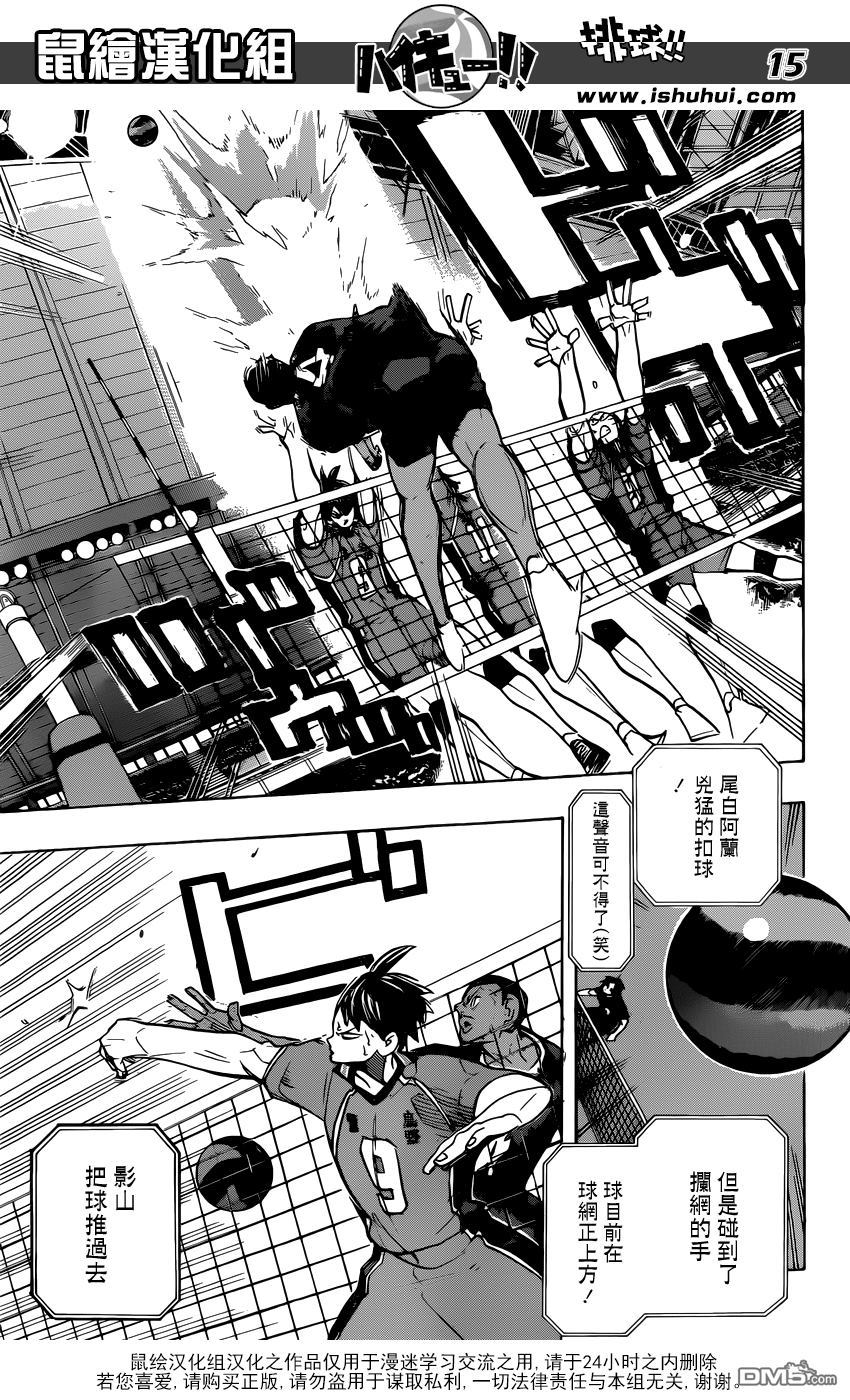 鼠繪漢化組
ハイキュー!!
排球!!
15
www.ishuhui.com
尾白阿蘭
兇猛的扣球
!
這聲音可不得了(笑)
但是碰到了
攔網的手
球目前在
球網正上方!
影山
把球推過去
9
鼠绘汉化组汉化之作品仅用于漫迷学习交流之用, 请于24小时之内删除
若您喜爱, 请购买正版, 请勿用于谋取私利, 一切法律责任与本组无关, 谢谢。
DM5.com